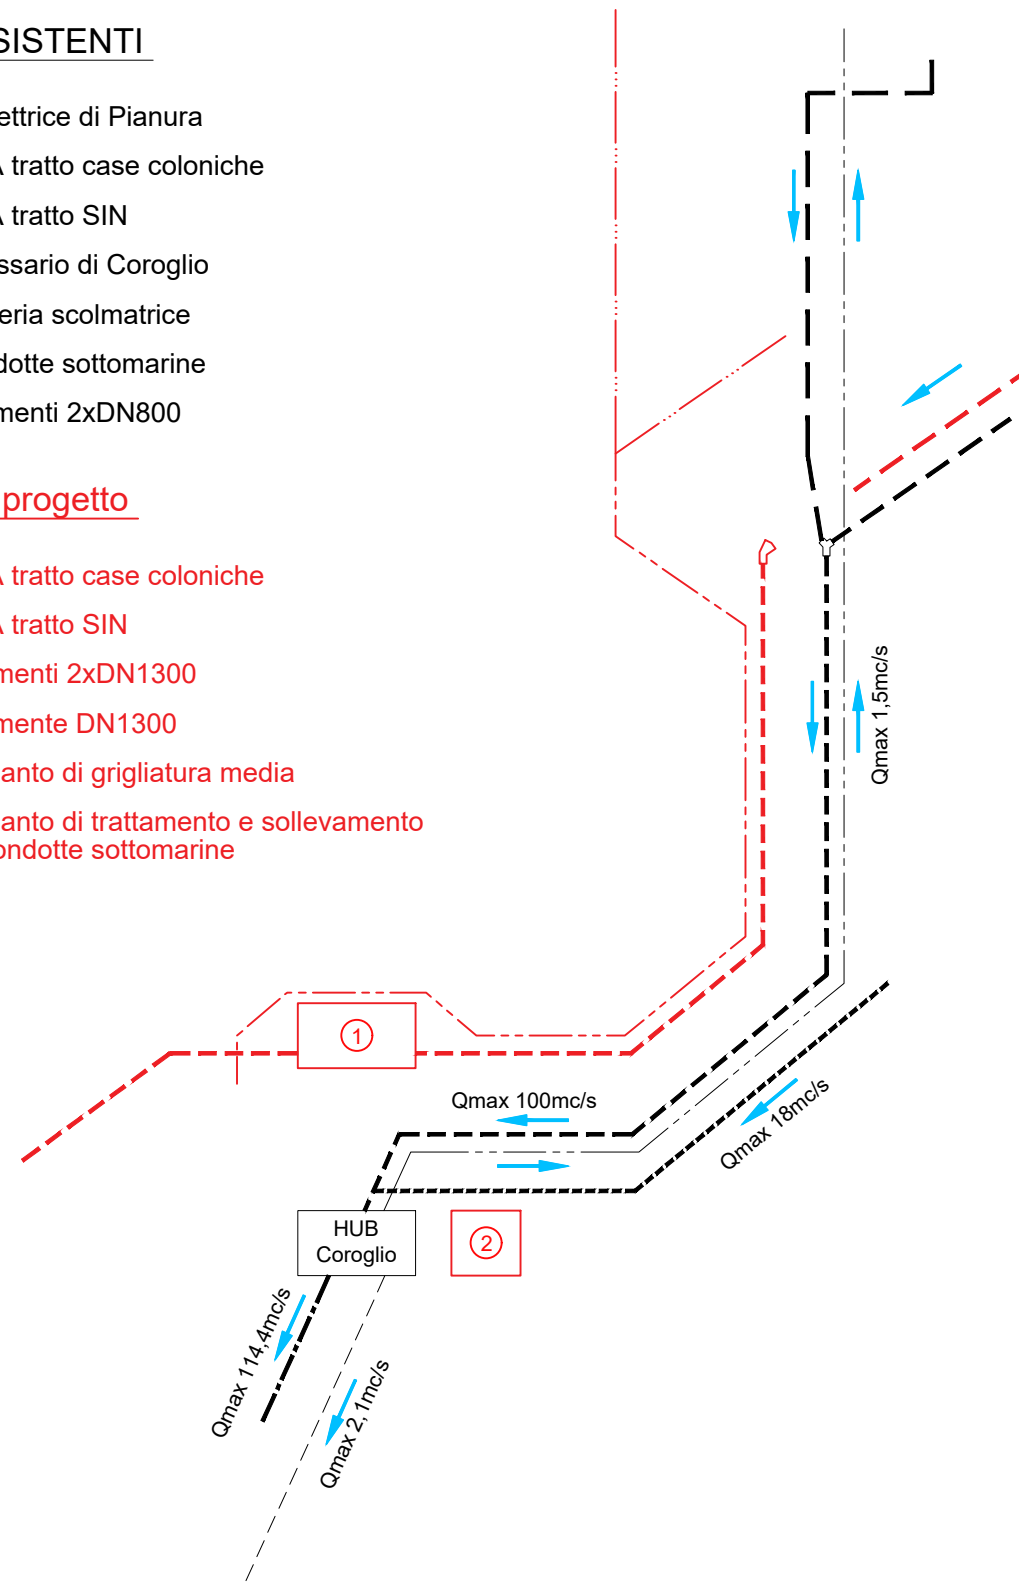 SISTENTI
ettrice di Pianura
A tratto case coloniche
A tratto SIN
ssario di Coroglio
eria scolmatrice
dotte sottomarine
menti 2xDN800
progetto
A tratto case coloniche
A tratto SIN
menti 2xDN1300
mente DN1300
anto di grigliatura media
anto di trattamento e sollevamento
ondotte sottomarine
Qmax 1,5mc/s
1
Qmax 100mc/s
Qmax 18mc/s
HUB
Coroglio
2
Qmax 114,4mc/s
Qmax 2,1mc/s